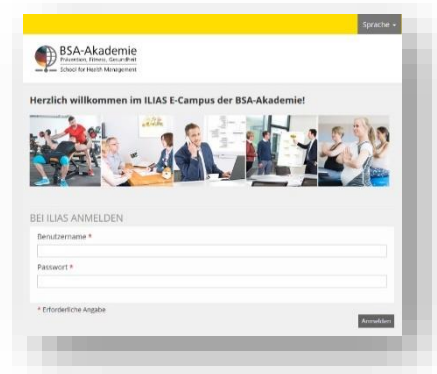 Sprache
BSA-Akademie
Prävention, Fitness, Gesundheit
School for Health Management
Herzlich willkommen im ILIAS E-Campus der BSA-Akademie!
BEI ILIAS ANMELDEN
Benutzername *
Passwort *
* Erforderliche Angabe
Anmelden